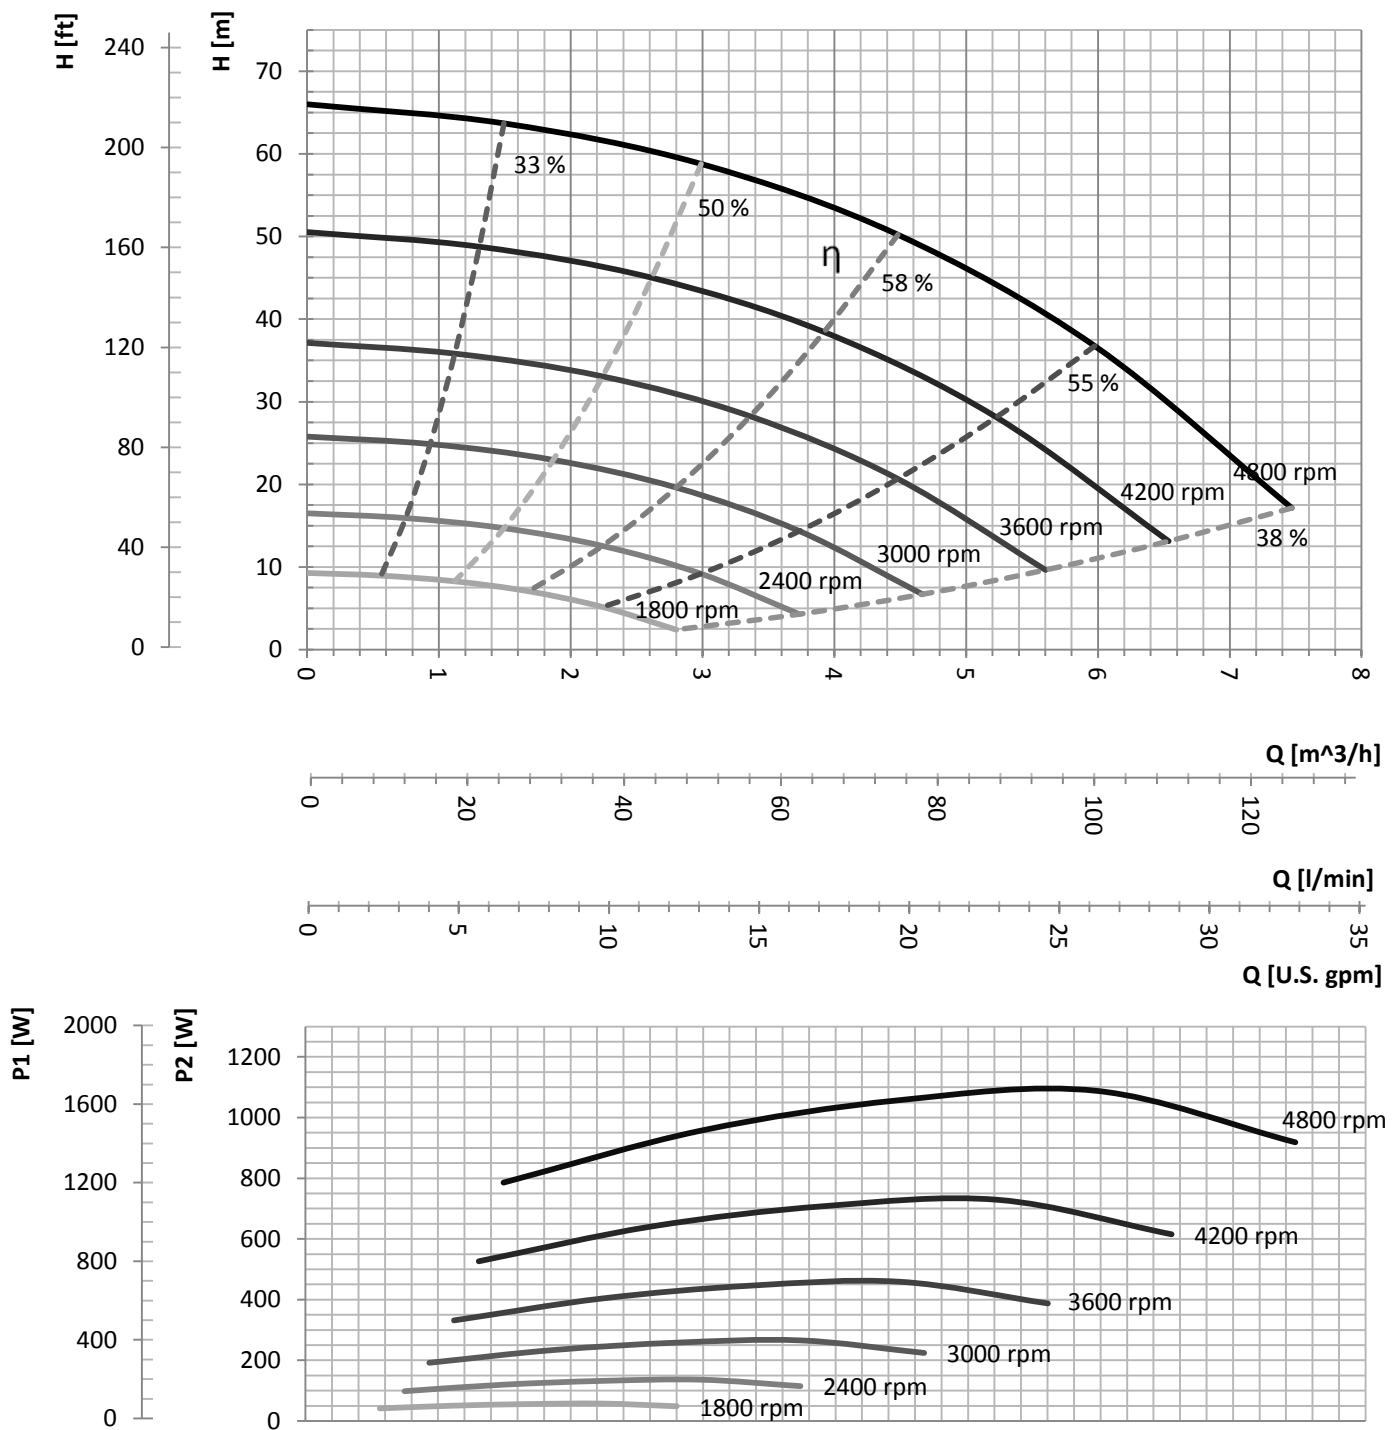 H [ft]
240
200
160
120
80
40
0
H [m]
70
60
50
40
30
20
10
0
33 %
50 %
η
58 %
55 %
4800 rpm
4200 rpm
38 %
3600 rpm
3000 rpm
2400 rpm
1800 rpm
0 1 2 3 4 5 6 7 8
Q [m^3/h]
0 20 40 60 80 100 120
Q [l/min]
0 5 10 15 20 25 30 35
Q [U.S. gpm]
P1 [W]
2000
1600
1200
800
400
0
P2 [W]
1200
1000
800
600
400
200
0
4800 rpm
4200 rpm
3600 rpm
3000 rpm
2400 rpm
1800 rpm